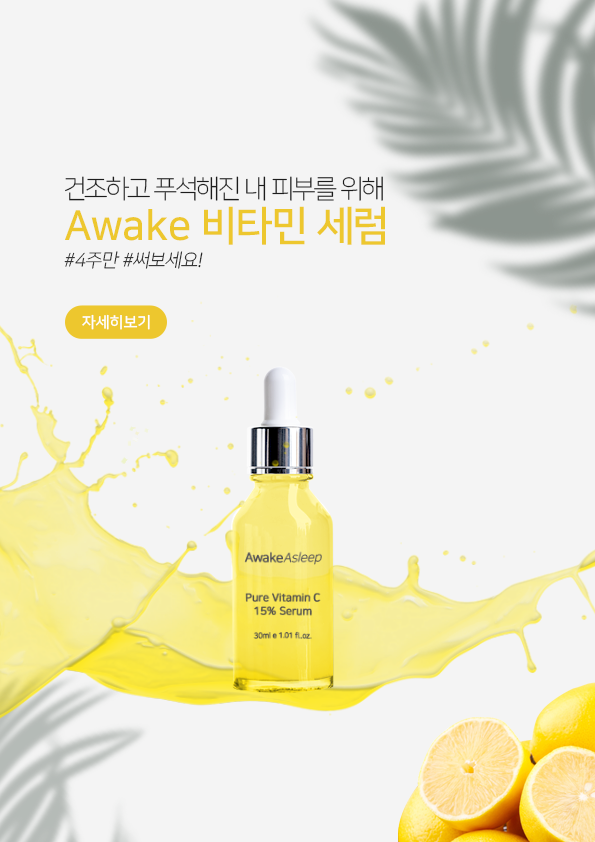 건조하고 푸석해진 내 피부를 위해
Awake 비타민 세럼
#4주만 #써보세요!
자세히보기
AwakeAsleep
Pure Vitamin C
15% Serum
30ml e 1.01 fl.oz.